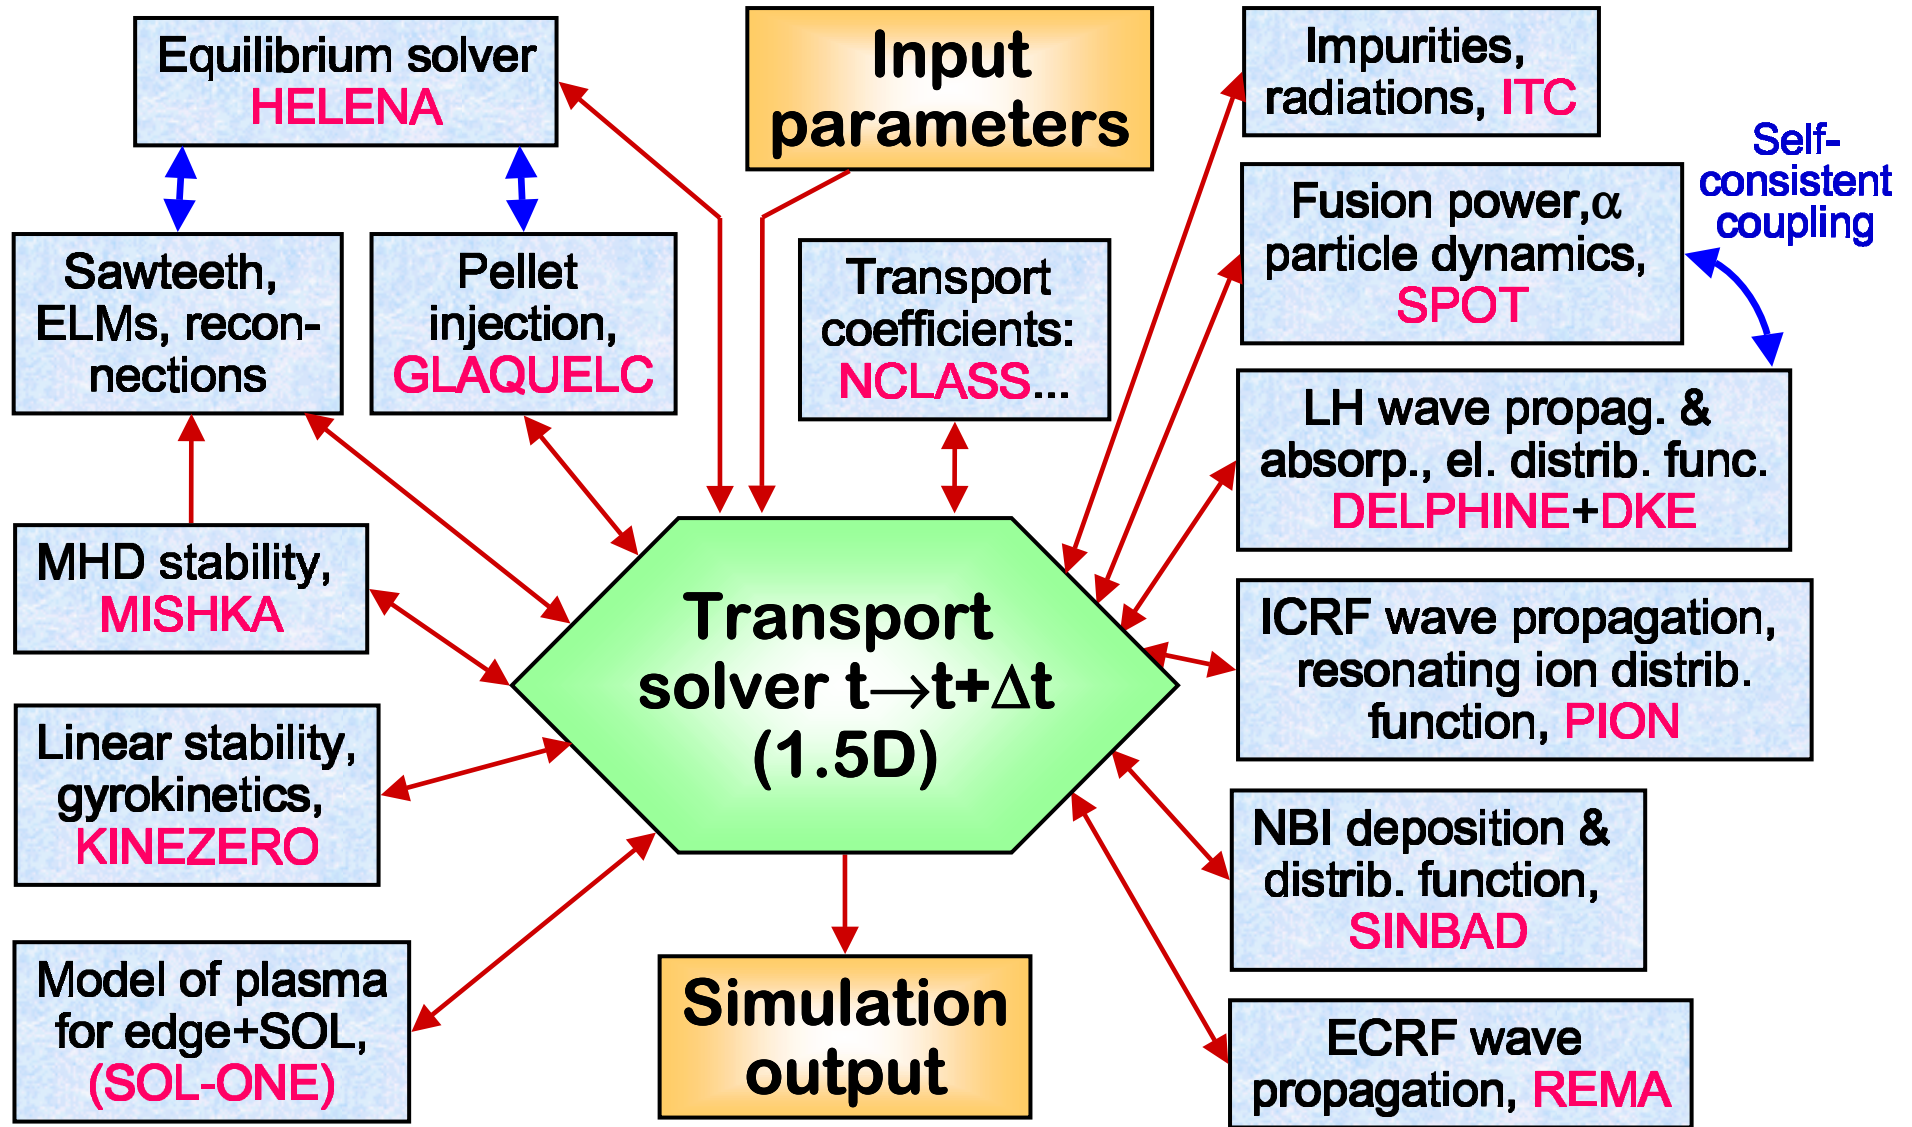 Equilibrium solver
HELENA
Input
parameters
Impurities,
radiations, ITC
Self-
consistent
coupling
Fusion power,α
particle dynamics,
SPOT
Sawteeth,
ELMs, recon-
nections
Pellet
injection,
GLAQUELC
Transport
coefficients:
NCLASS...
LH wave propag. &
absorp., el. distrib. func.
DELPHINE+DKE
MHD stability,
MISHKA
Transport
solver t→t+Δt
(1.5D)
ICRF wave propagation,
resonating ion distrib.
function, PION
Linear stability,
gyrokinetics,
KINEZERO
NBI deposition &
distrib. function,
SINBAD
Model of plasma
for edge+SOL,
(SOL-ONE)
Simulation
output
ECRF wave
propagation, REMA